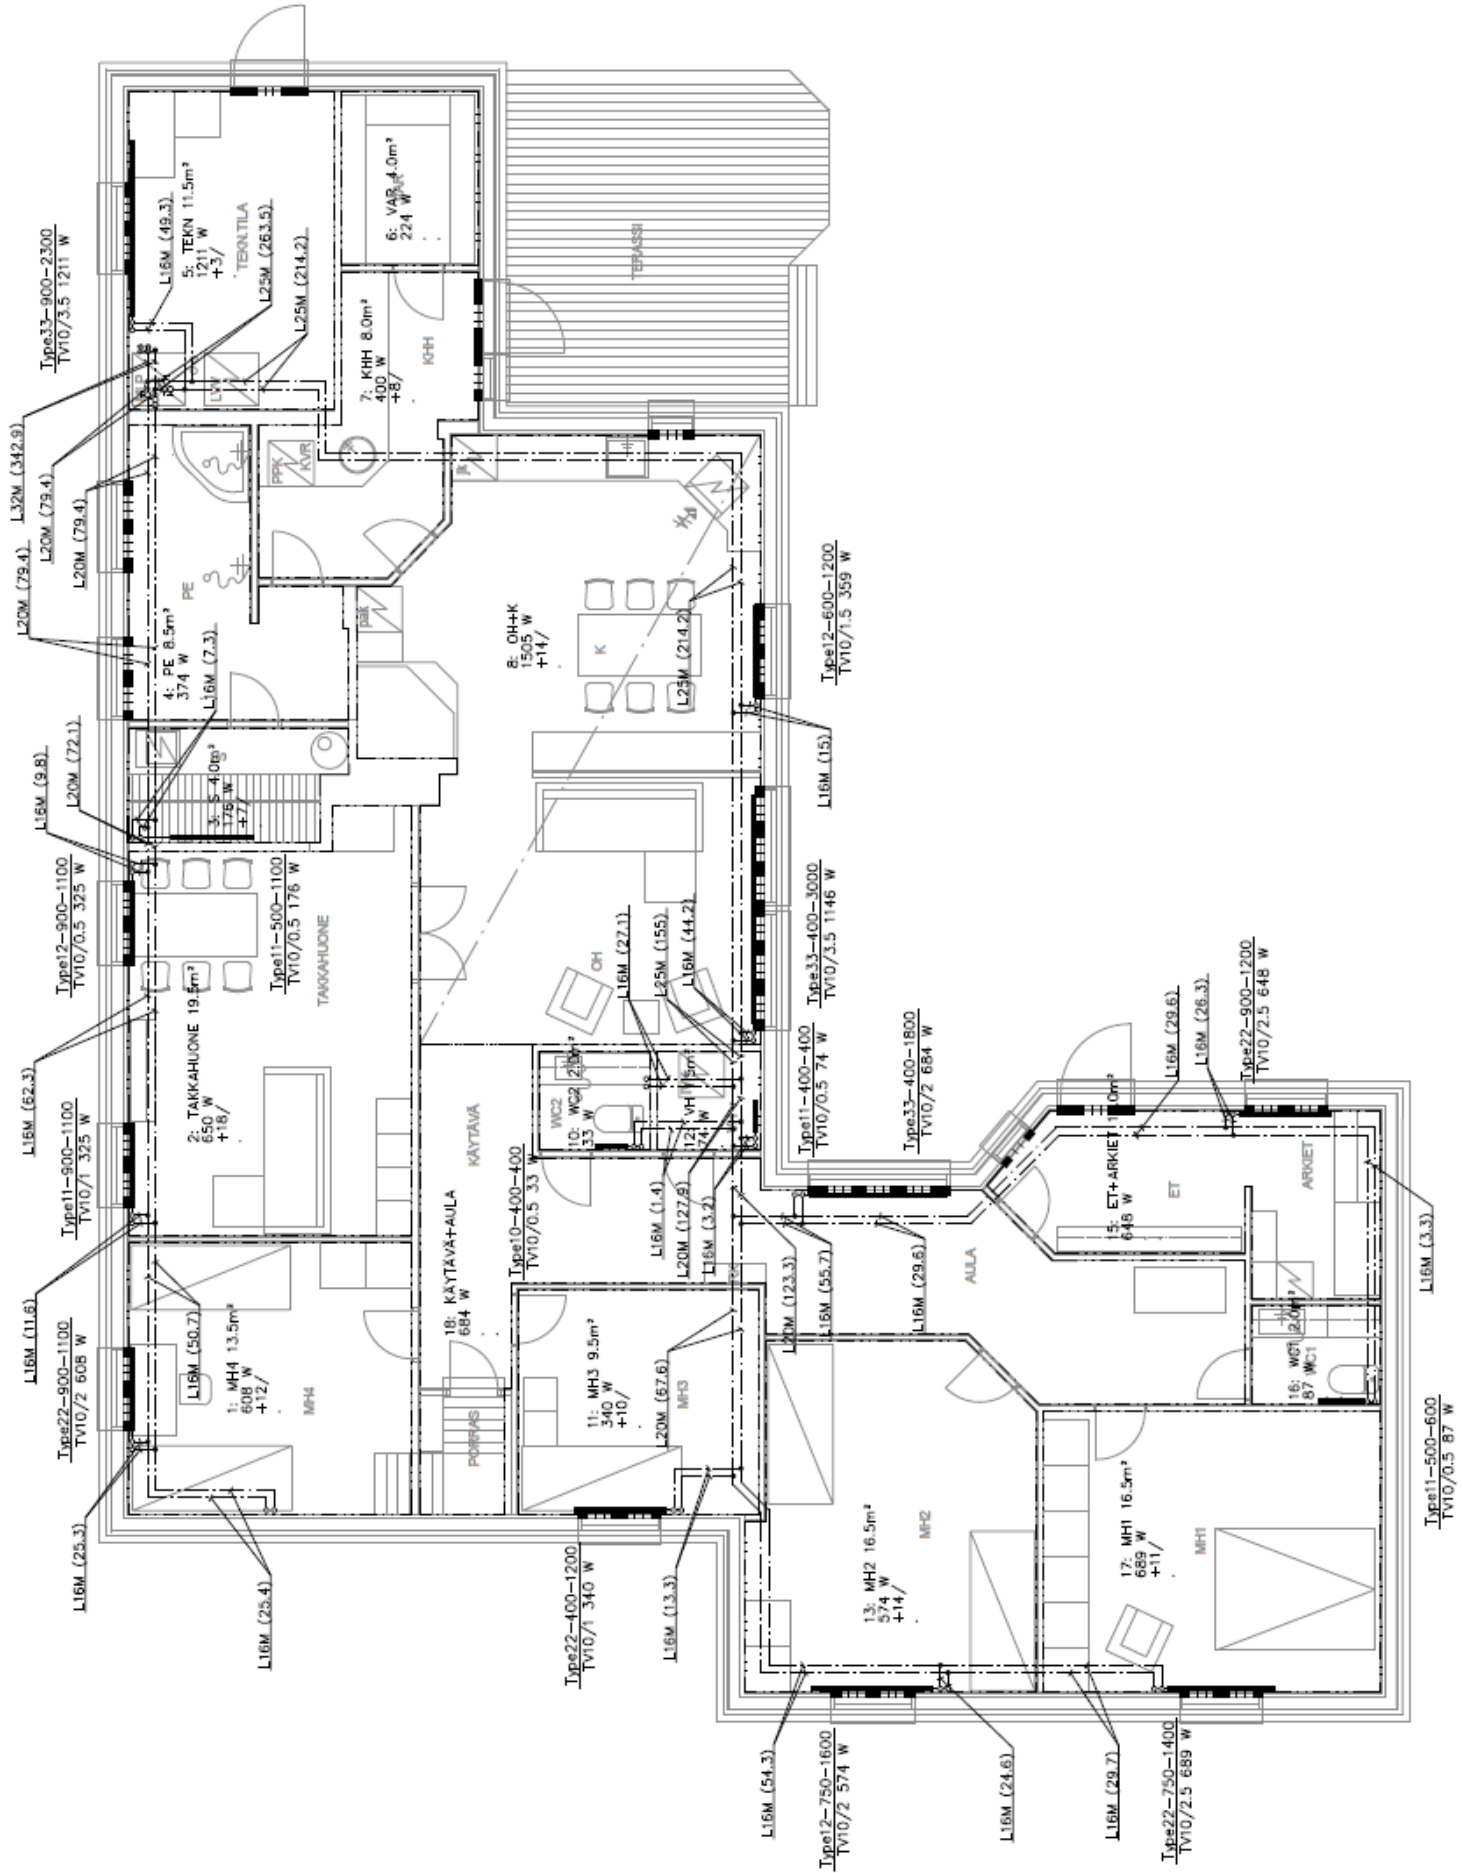 Type33-900-2300
TV10/3.5 1211 W
L16M (49.3)
5: TEKN 11.5m²
1211 W
+3/
TEKN.TILA
L25M (263.5)
L25M (214.2)
6: VAR 4.0m²
224 W
TERASSI
L32M (342.9)
L20M (79.4)
L20M (79.4)
L20M (79.4)
LVV
7: KHH 8.0m²
400 W
+8/
KHH
PPK
KVR
jk
PE
4: PE 8.5m²
374 W
L16M (7.3)
pak
8: OH+K
1505 W
+14/
K
L25M (214.2)
Type12-600-1200
TV10/1.5 359 W
L16M (15)
L16M (9.8)
L20M (72.1)
3: S 4.0m²
176 W
+7/
Type12-900-1100
TV10/0.5 325 W
Type11-500-1100
TV10/0.5 176 W
2: TAKKAHUONE 19.5m²
650 W
+18/
TAKKAHUONE
L16M (62.3)
Type11-900-1100
TV10/1 325 W
OH
L16M (27.1)
L25M (155)
L16M (44.2)
Type33-400-3000
TV10/3.5 1146 W
Type11-400-400
TV10/0.5 74 W
Type33-400-1800
TV10/2 684 W
WC2
10: WC2 2.0m²
33 W
12: VH
74 W
KÄYTÄVÄ
18: KÄYTÄVÄ+AULA
684 W
Type10-400-400
TV10/0.5 33 W
L16M (1.4)
L20M (127.9)
L16M (3.2)
L20M (123.3)
L16M (55.7)
L16M (29.6)
AULA
L16M (29.6)
L16M (26.3)
Type22-900-1200
TV10/2.5 648 W
15: ET+ARKIET
648 W
ET
ARKIET
L16M (3.3)
L16M (11.6)
Type22-900-1100
TV10/2 608 W
L16M (50.7)
1: MH4 13.5m²
608 W
+12/
MH4
L16M (25.3)
L16M (25.4)
PORRAS
11: MH3 9.5m²
340 W
+10/
MH3
L20M (67.6)
Type22-400-1200
TV10/1 340 W
L16M (13.3)
13: MH2 16.5m²
574 W
+14/
MH2
16: WC1 2.0m²
87 W
WC1
Type11-500-600
TV10/0.5 87 W
17: MH1 16.5m²
689 W
+11/
MH1
L16M (54.3)
Type12-750-1600
TV10/2 574 W
L16M (24.6)
L16M (29.7)
Type22-750-1400
TV10/2.5 689 W